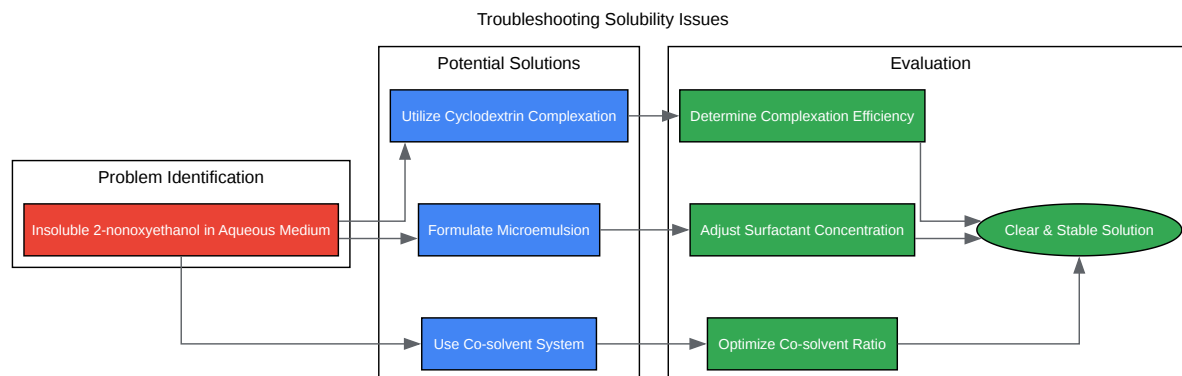 Troubleshooting Solubility Issues
Problem Identification
Insoluble 2-nonoxyethanol in Aqueous Medium
Potential Solutions
Utilize Cyclodextrin Complexation
Formulate Microemulsion
Use Co-solvent System
Evaluation
Determine Complexation Efficiency
Adjust Surfactant Concentration
Optimize Co-solvent Ratio
Clear & Stable Solution